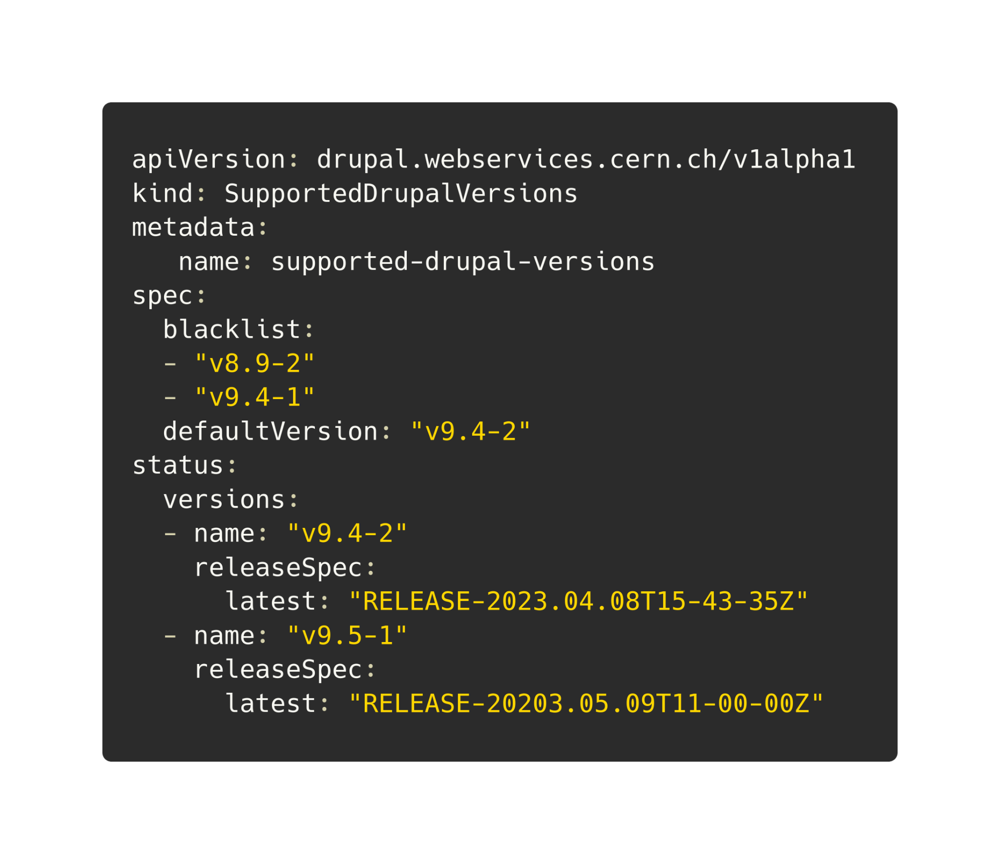 apiVersion: drupal.webservices.cern.ch/v1alpha1
kind: SupportedDrupalVersions
metadata:
   name: supported-drupal-versions
spec:
  blacklist:
  - "v8.9-2"
  - "v9.4-1"
  defaultVersion: "v9.4-2"
status:
  versions:
  - name: "v9.4-2"
    releaseSpec:
      latest: "RELEASE-2023.04.08T15-43-35Z"
  - name: "v9.5-1"
    releaseSpec:
      latest: "RELEASE-20203.05.09T11-00-00Z"